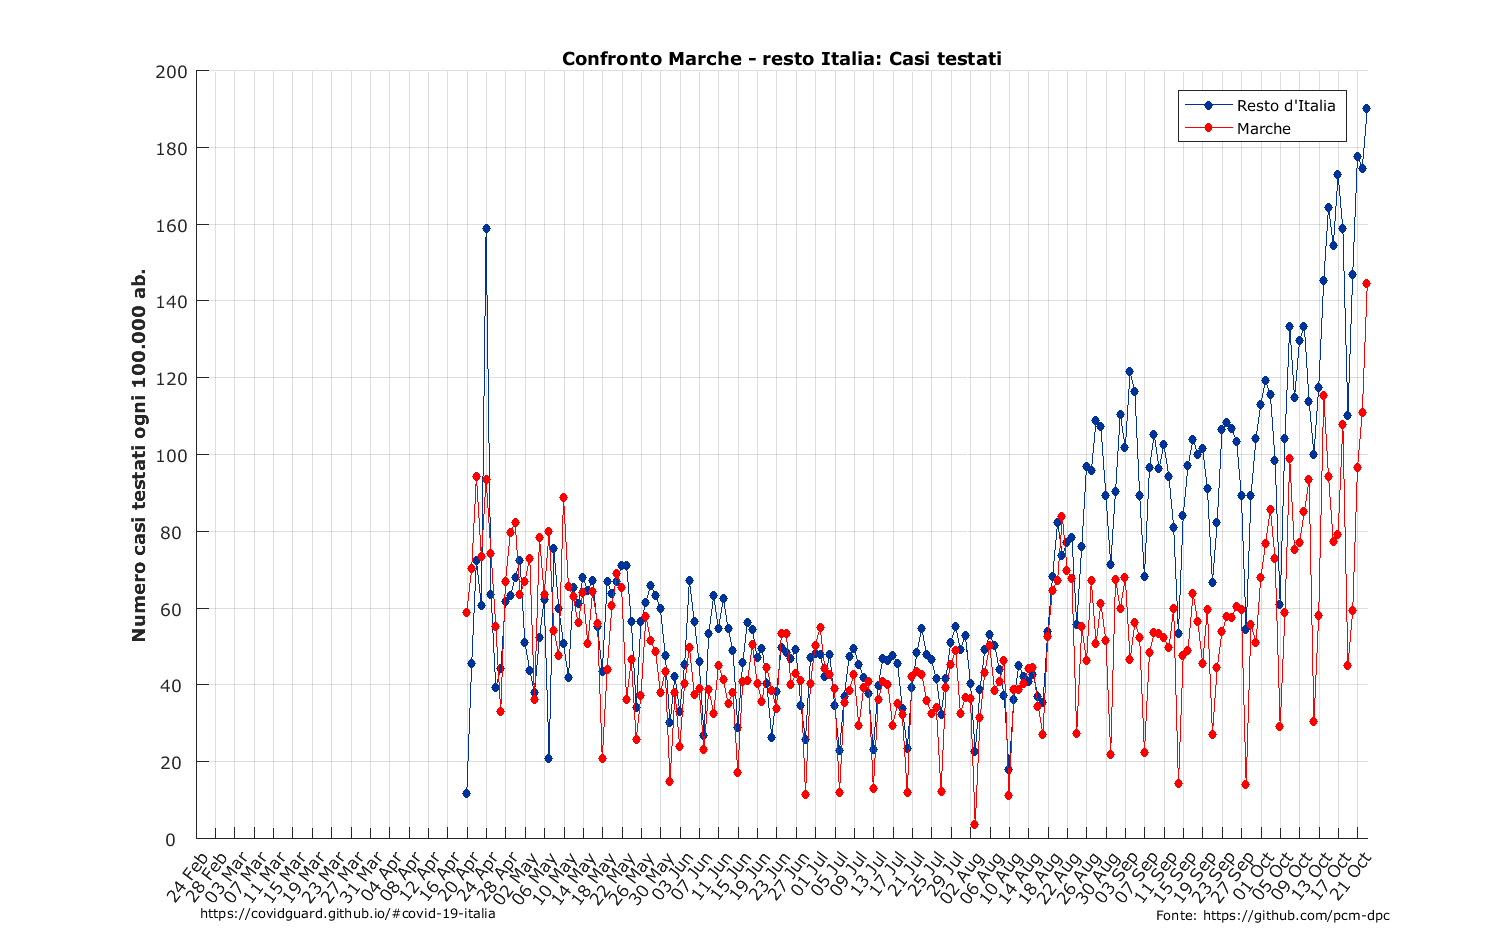 Confronto Marche - resto Italia: Casi testati
Numero casi testati ogni 100.000 ab.
200
180
160
140
120
100
80
60
40
20
0
Resto d'Italia
Marche
24 Feb
28 Feb
03 Mar
07 Mar
11 Mar
15 Mar
19 Mar
23 Mar
27 Mar
31 Mar
04 Apr
08 Apr
12 Apr
16 Apr
20 Apr
24 Apr
28 Apr
02 May
06 May
10 May
14 May
18 May
22 May
26 May
30 May
03 Jun
07 Jun
11 Jun
15 Jun
19 Jun
23 Jun
27 Jun
01 Jul
05 Jul
09 Jul
13 Jul
17 Jul
21 Jul
25 Jul
29 Jul
02 Aug
06 Aug
10 Aug
14 Aug
18 Aug
22 Aug
26 Aug
30 Aug
03 Sep
07 Sep
11 Sep
15 Sep
19 Sep
23 Sep
27 Sep
01 Oct
05 Oct
09 Oct
13 Oct
17 Oct
21 Oct
https://covidguard.github.io/#covid-19-italia
Fonte: https://github.com/pcm-dpc